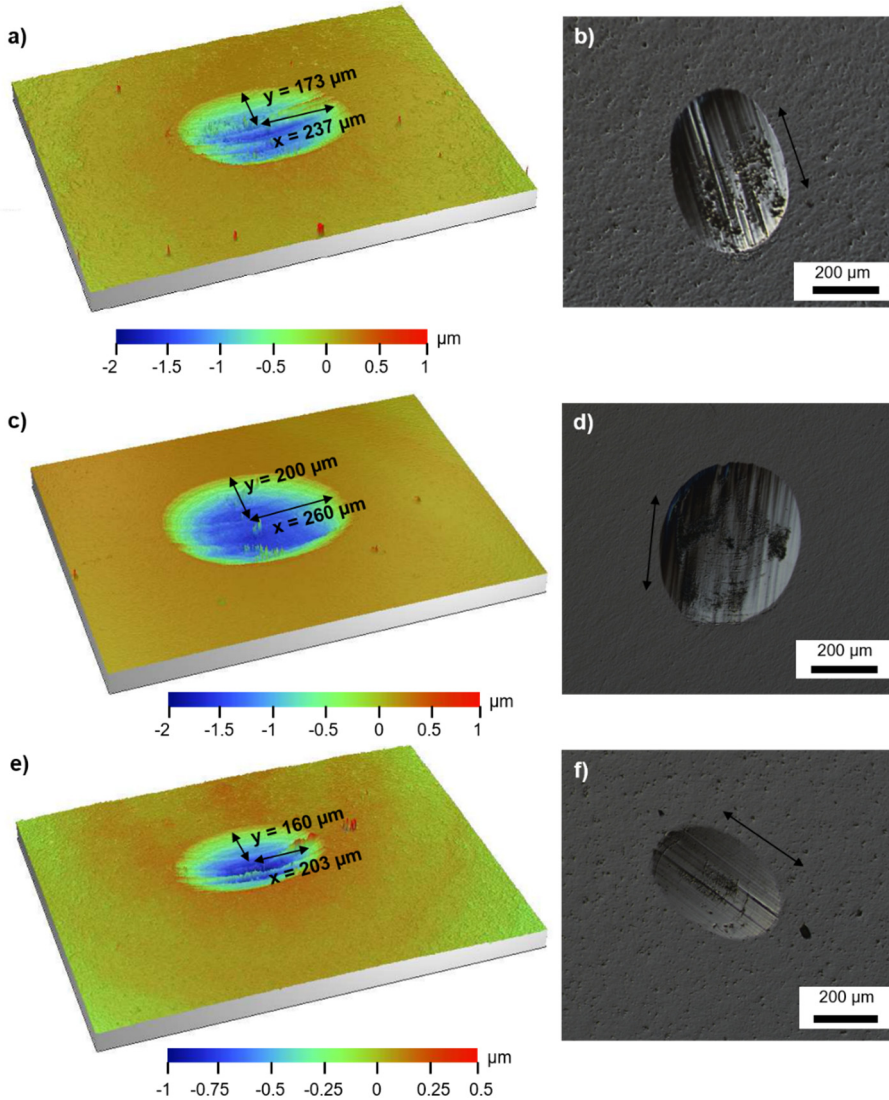 a)
y = 173 µm
x = 237 µm
b)
200 µm
µm
-2 -1.5 -1 -0.5 0 0.5 1
c)
y = 200 µm
x = 260 µm
d)
200 µm
µm
-2 -1.5 -1 -0.5 0 0.5 1
e)
y = 160 µm
x = 203 µm
f)
200 µm
µm
-1 -0.75 -0.5 -0.25 0 0.25 0.5